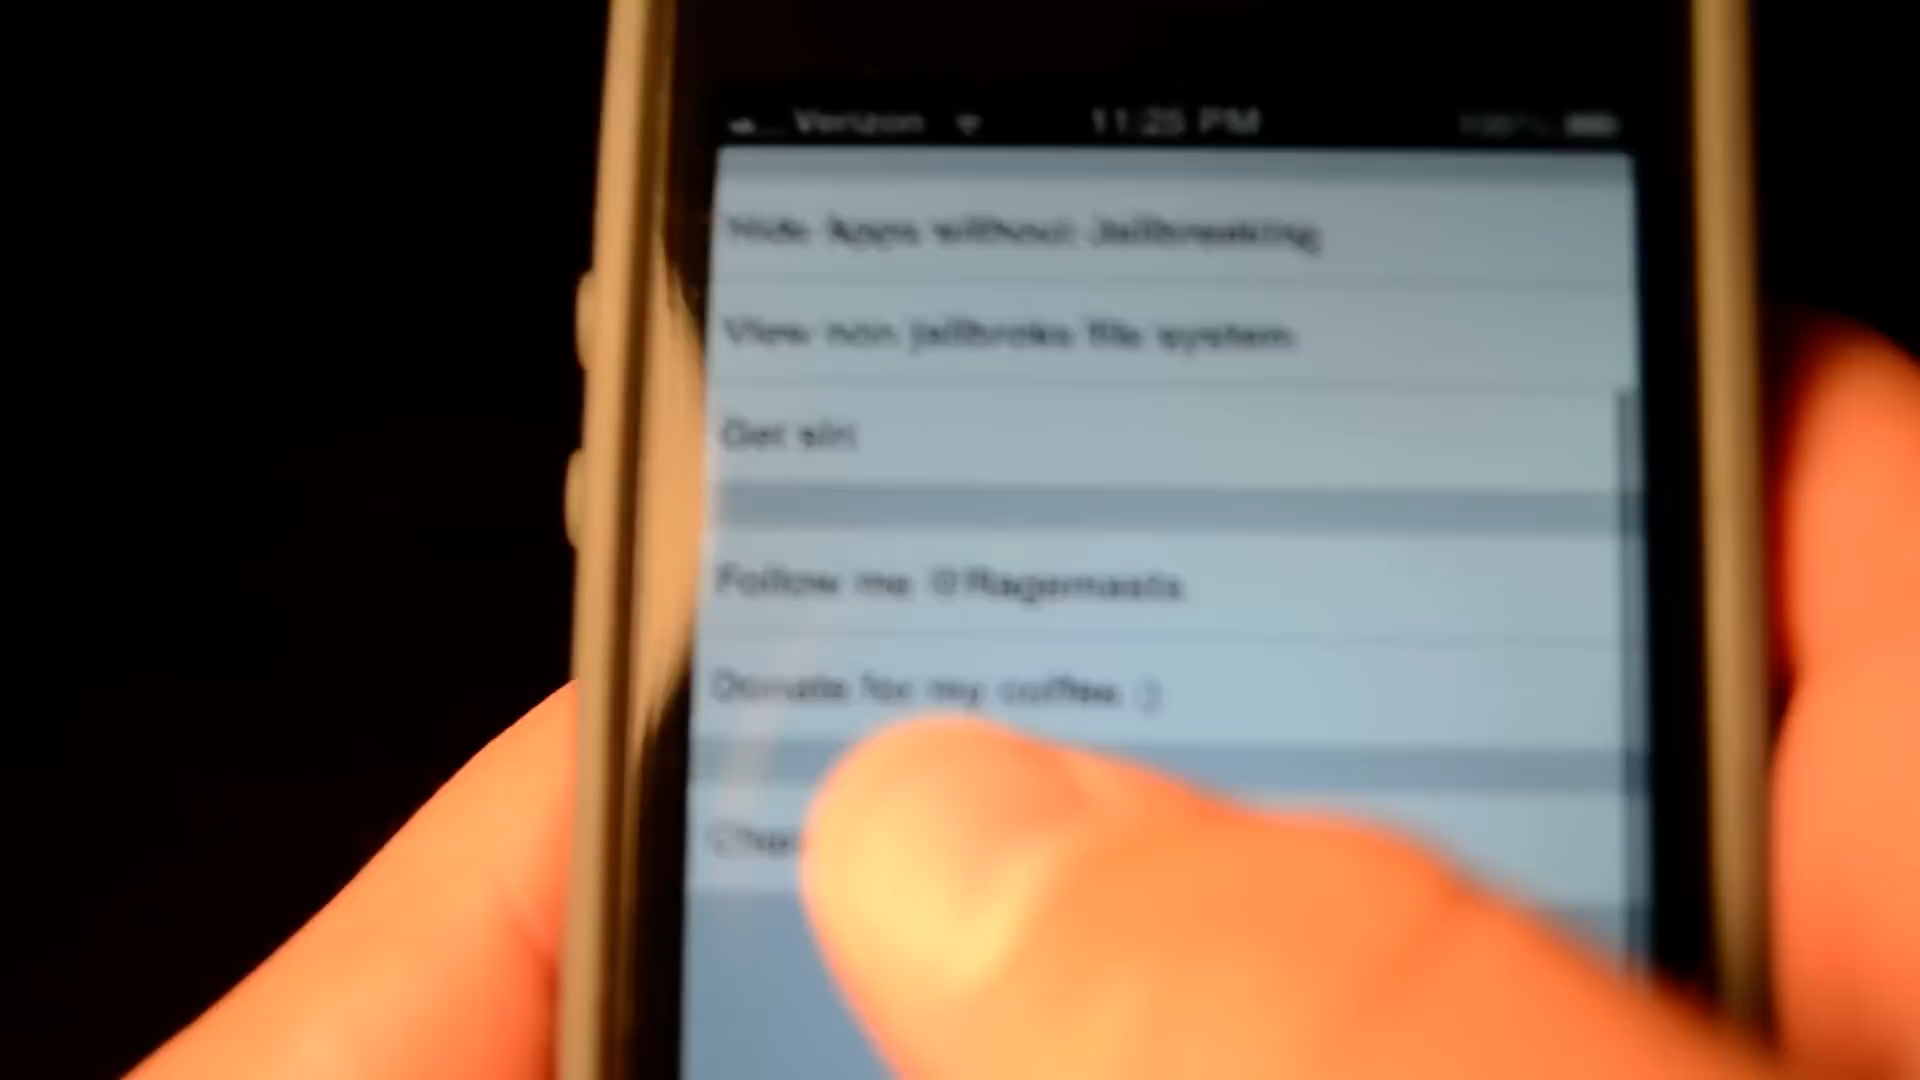 Verizon 11:25 PM 100%
Hide Apps without Jailbreaking
View non jailbroke file system
Get siri
Follow me @Ragemasta
Donate for my coffee :)